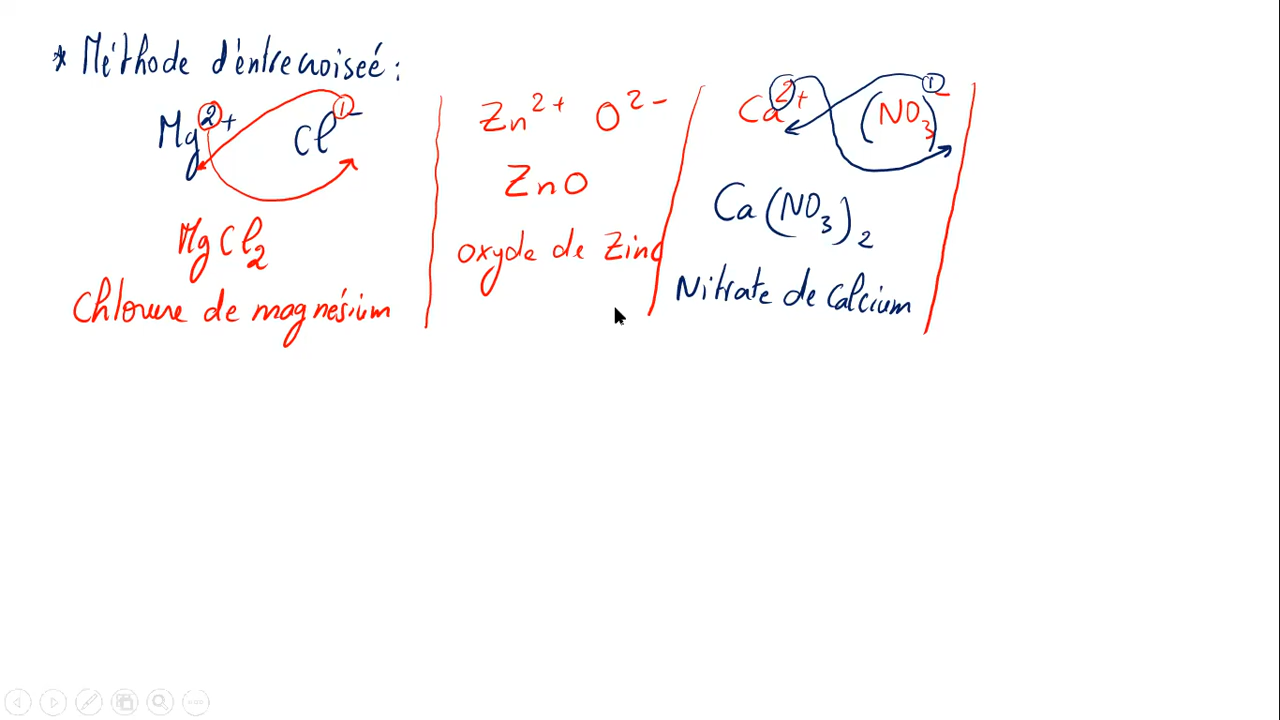 * Méthode d'éntrecroiseé :
Mg²⁺ Cl¹⁻
MgCl₂
Chlorure de magnésium
Zn²⁺ O²⁻
ZnO
oxyde de Zinc
Ca²⁺ (NO₃)¹⁻
Ca(NO₃)₂
Nitrate de calcium